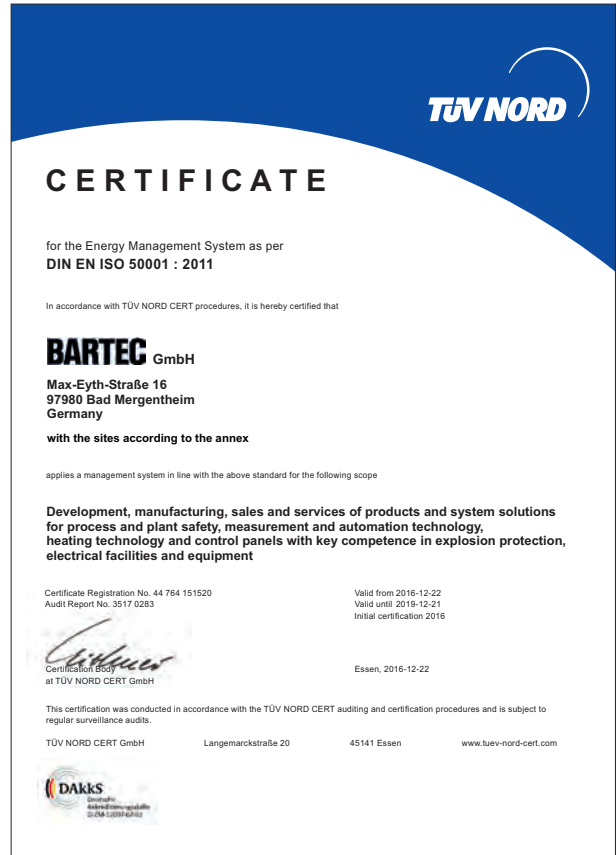 TÜV NORD
CERTIFICATE
for the Energy Management System as per
DIN EN ISO 50001 : 2011
In accordance with TÜV NORD CERT procedures, it is hereby certified that
BARTEC GmbH
Max-Eyth-Straße 16
97980 Bad Mergentheim
Germany
with the sites according to the annex
applies a management system in line with the above standard for the following scope
Development, manufacturing, sales and services of products and system solutions
for process and plant safety, measurement and automation technology,
heating technology and control panels with key competence in explosion protection,
electrical facilities and equipment
Certificate Registration No. 44 764 151520
Audit Report No. 3517 0283
Valid from 2016-12-22
Valid until 2019-12-21
Initial certification 2016
Certification Body
at TÜV NORD CERT GmbH
Essen, 2016-12-22
This certification was conducted in accordance with the TÜV NORD CERT auditing and certification procedures and is subject to
regular surveillance audits.
TÜV NORD CERT GmbH Langemarckstraße 20 45141 Essen www.tuev-nord-cert.com
DAkkS
Deutsche
Akkreditierungsstelle